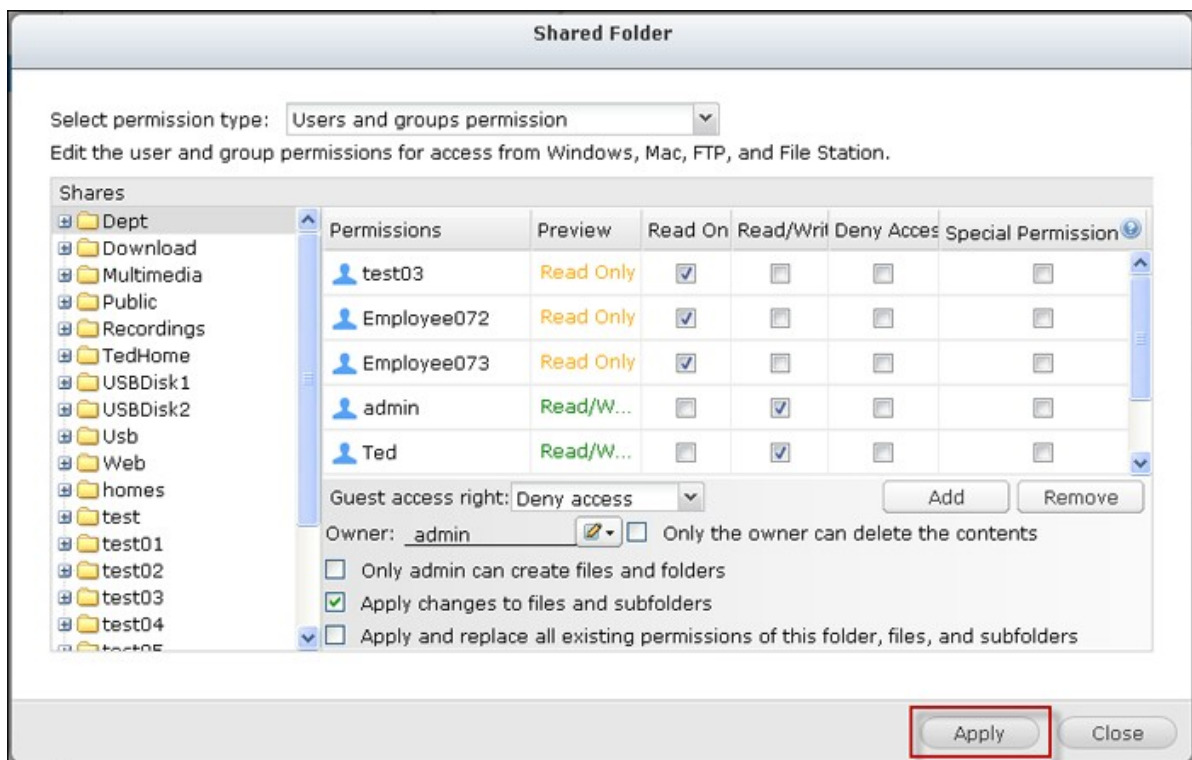 Shared Folder
Select permission type: Users and groups permission
Edit the user and group permissions for access from Windows, Mac, FTP, and File Station.
Shares
Dept
Download
Multimedia
Public
Recordings
TedHome
USBDisk1
USBDisk2
Usb
Web
homes
test
test01
test02
test03
test04
test05
Permissions Preview Read On Read/Writ Deny Acces Special Permission
test03 Read Only
Employee072 Read Only
Employee073 Read Only
admin Read/W...
Ted Read/W...
Guest access right: Deny access Add Remove
Owner: admin Only the owner can delete the contents
Only admin can create files and folders
Apply changes to files and subfolders
Apply and replace all existing permissions of this folder, files, and subfolders
Apply Close